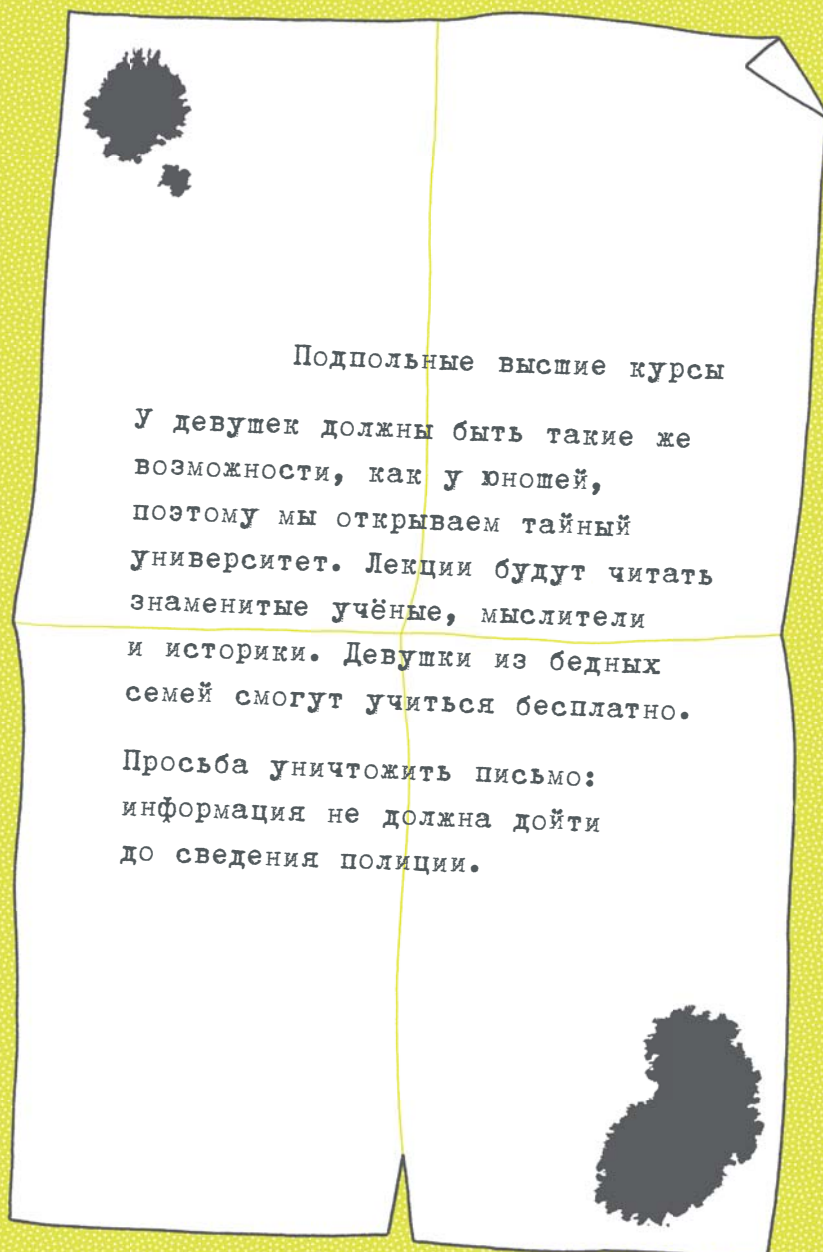 Подпольные высшие курсы
У девушек должны быть такие же
возможности, как у юношей,
поэтому мы открываем тайный
университет. Лекции будут читать
знаменитые учёные, мыслители
и историки. Девушки из бедных
семей смогут учиться бесплатно.
Просьба уничтожить письмо:
информация не должна дойти
до сведения полиции.